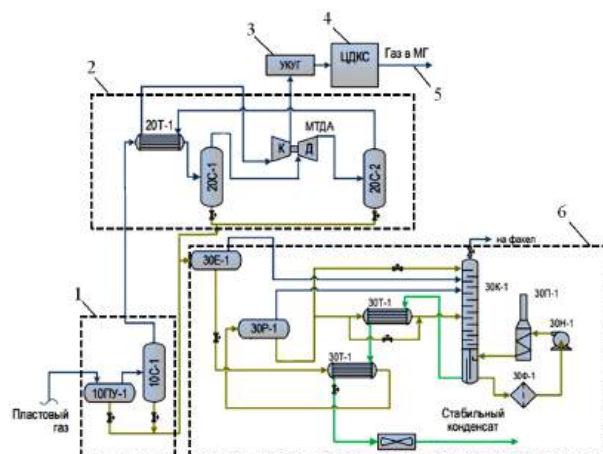 4
3
ЦДКС
Газ в МГ
УКУГ
5
2
20Т-1
МТДА
К
Д
20С-1
20С-2
на факел
6
30Е-1
30К-1
30П-1
30Н-1
1
30Р-1
30Т-1
30Т-1
30Ф-1
10С-1
10ПУ-1
Пластовый
газ
Стабильный
конденсат